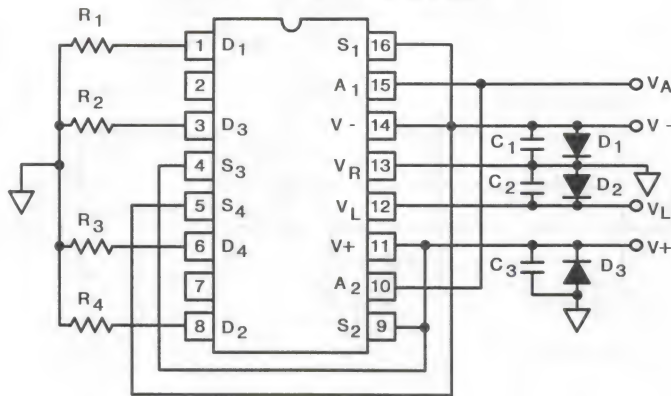 R1 1 D1 S1 16
2 A1 15 VA
R2 3 D3 V - 14 V -
C1 D1
4 S3 VR 13
C2 D2
5 S4 VL 12 VL
R3 6 D4 V+ 11 V+
C3 D3
7 A2 10
R4 8 D2 S2 9